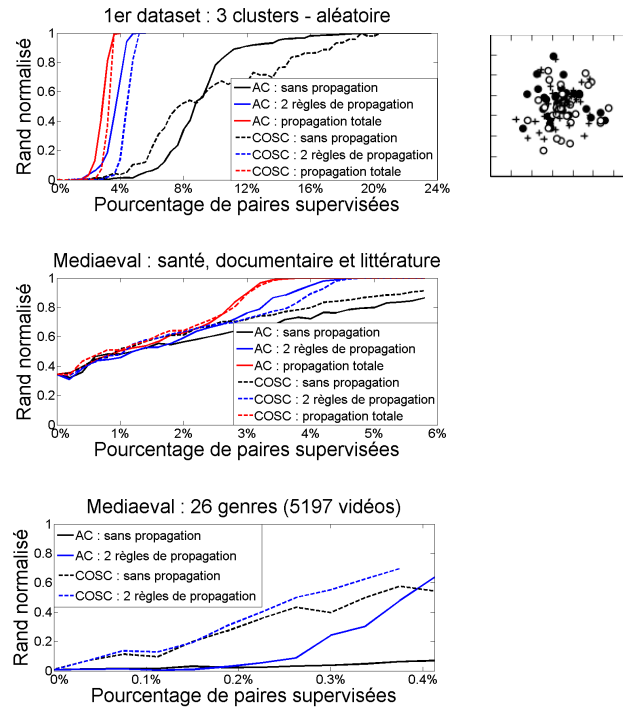 1er dataset : 3 clusters - aléatoire
Rand normalisé
1
0.8
0.6
0.4
0.2
0
AC : sans propagation
AC : 2 règles de propagation
AC : propagation totale
COSC : sans propagation
COSC : 2 règles de propagation
COSC : propagation totale
0% 4% 8% 12% 16% 20% 24%
Pourcentage de paires supervisées
Mediaeval : santé, documentaire et littérature
Rand normalisé
1
0.8
0.6
0.4
0.2
0
AC : sans propagation
AC : 2 règles de propagation
AC : propagation totale
COSC : sans propagation
COSC : 2 règles de propagation
COSC : propagation totale
0% 1% 2% 3% 4% 5% 6%
Pourcentage de paires supervisées
Mediaeval : 26 genres (5197 vidéos)
Rand normalisé
1
0.8
0.6
0.4
0.2
0
AC : sans propagation
AC : 2 règles de propagation
COSC : sans propagation
COSC : 2 règles de propagation
0% 0.1% 0.2% 0.3% 0.4%
Pourcentage de paires supervisées